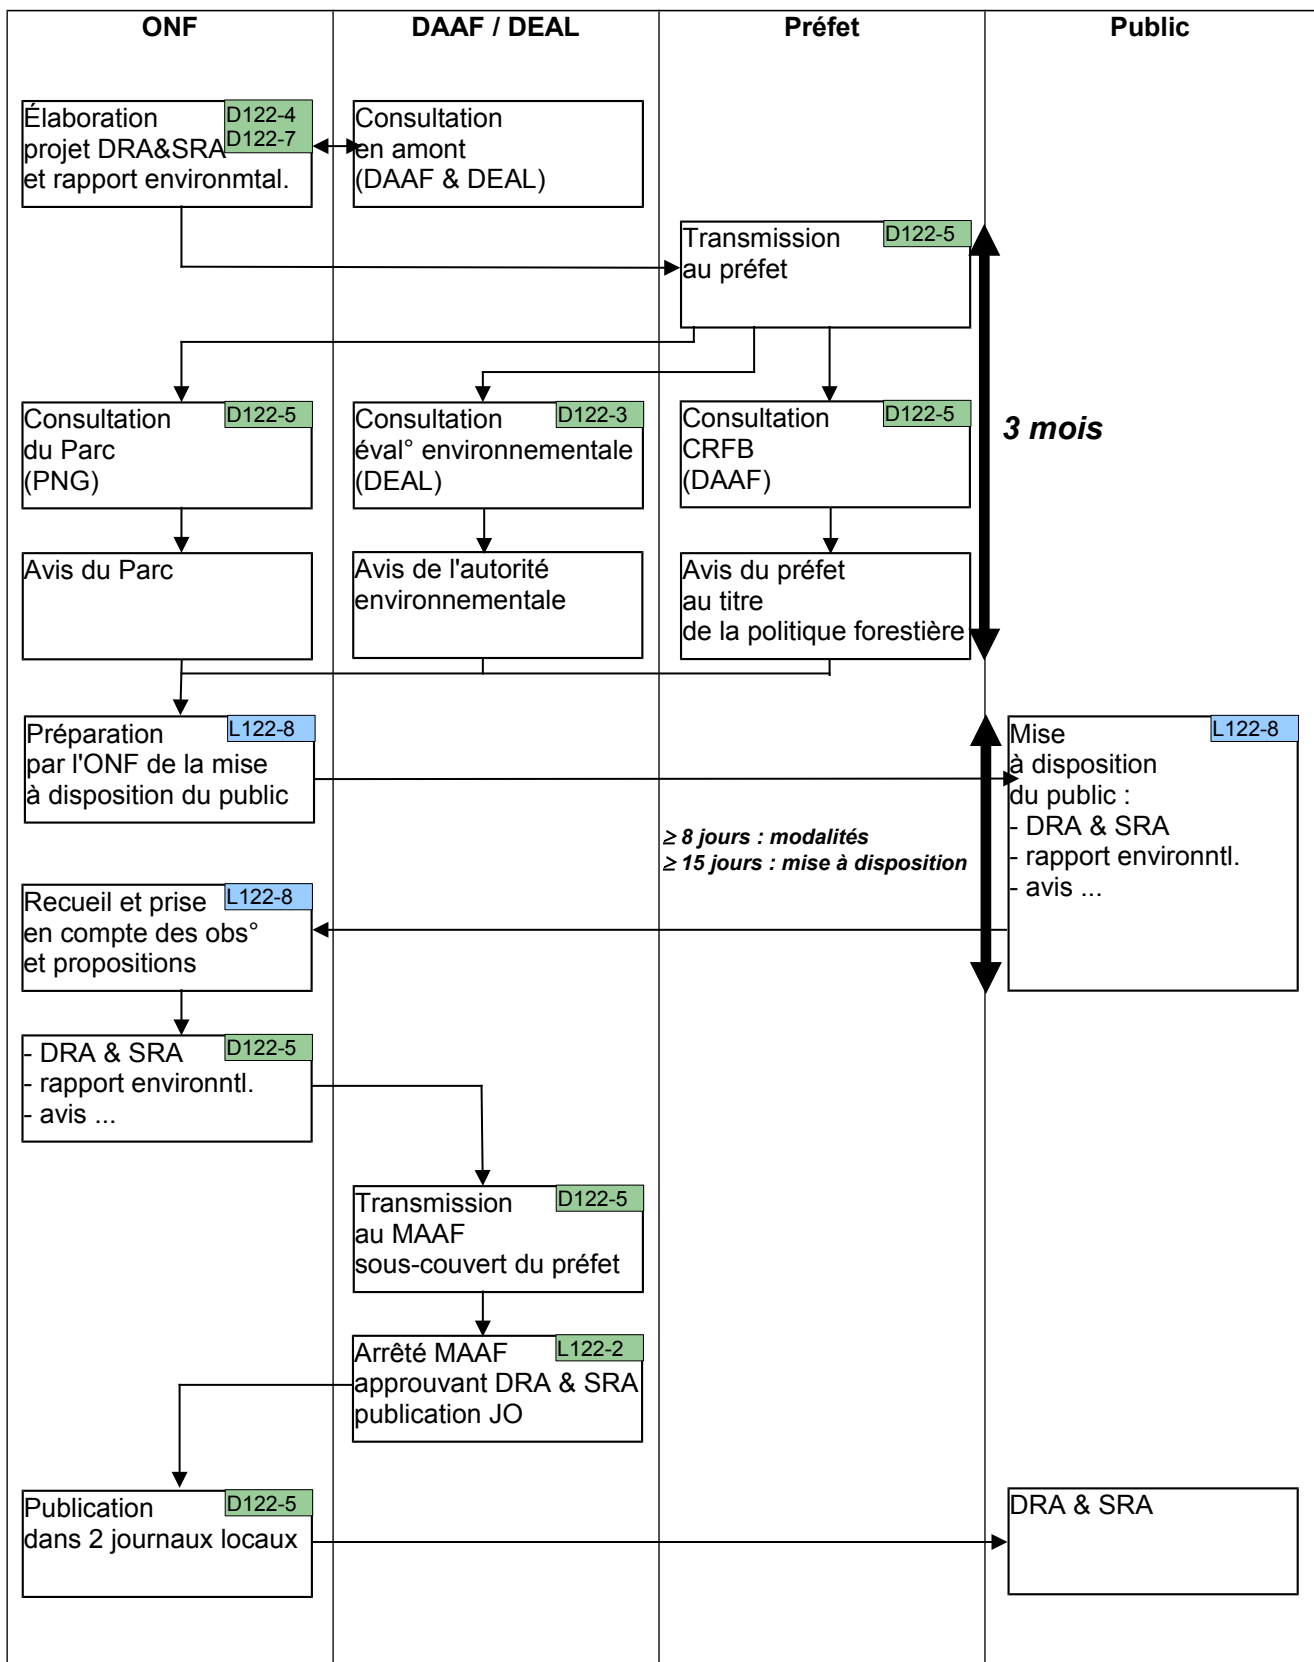 ONF
DAAF / DEAL
Préfet
Public
Élaboration
D122-4
projet DRA&SRA
D122-7
et rapport environmtal.
Consultation
en amont
(DAAF & DEAL)
Transmission
D122-5
au préfet
Consultation
D122-5
du Parc
(PNG)
Consultation
D122-3
éval° environnementale
(DEAL)
Consultation
D122-5
CRFB
(DAAF)
3 mois
Avis du Parc
Avis de l'autorité
environnementale
Avis du préfet
au titre
de la politique forestière
Préparation
L122-8
par l'ONF de la mise
à disposition du public
Mise
L122-8
à disposition
du public :
- DRA & SRA
- rapport environntl.
- avis ...
≥ 8 jours : modalités
≥ 15 jours : mise à disposition
Recueil et prise
L122-8
en compte des obs°
et propositions
- DRA & SRA
D122-5
- rapport environntl.
- avis ...
Transmission
D122-5
au MAAF
sous-couvert du préfet
Arrêté MAAF
L122-2
approuvant DRA & SRA
publication JO
Publication
D122-5
dans 2 journaux locaux
DRA & SRA